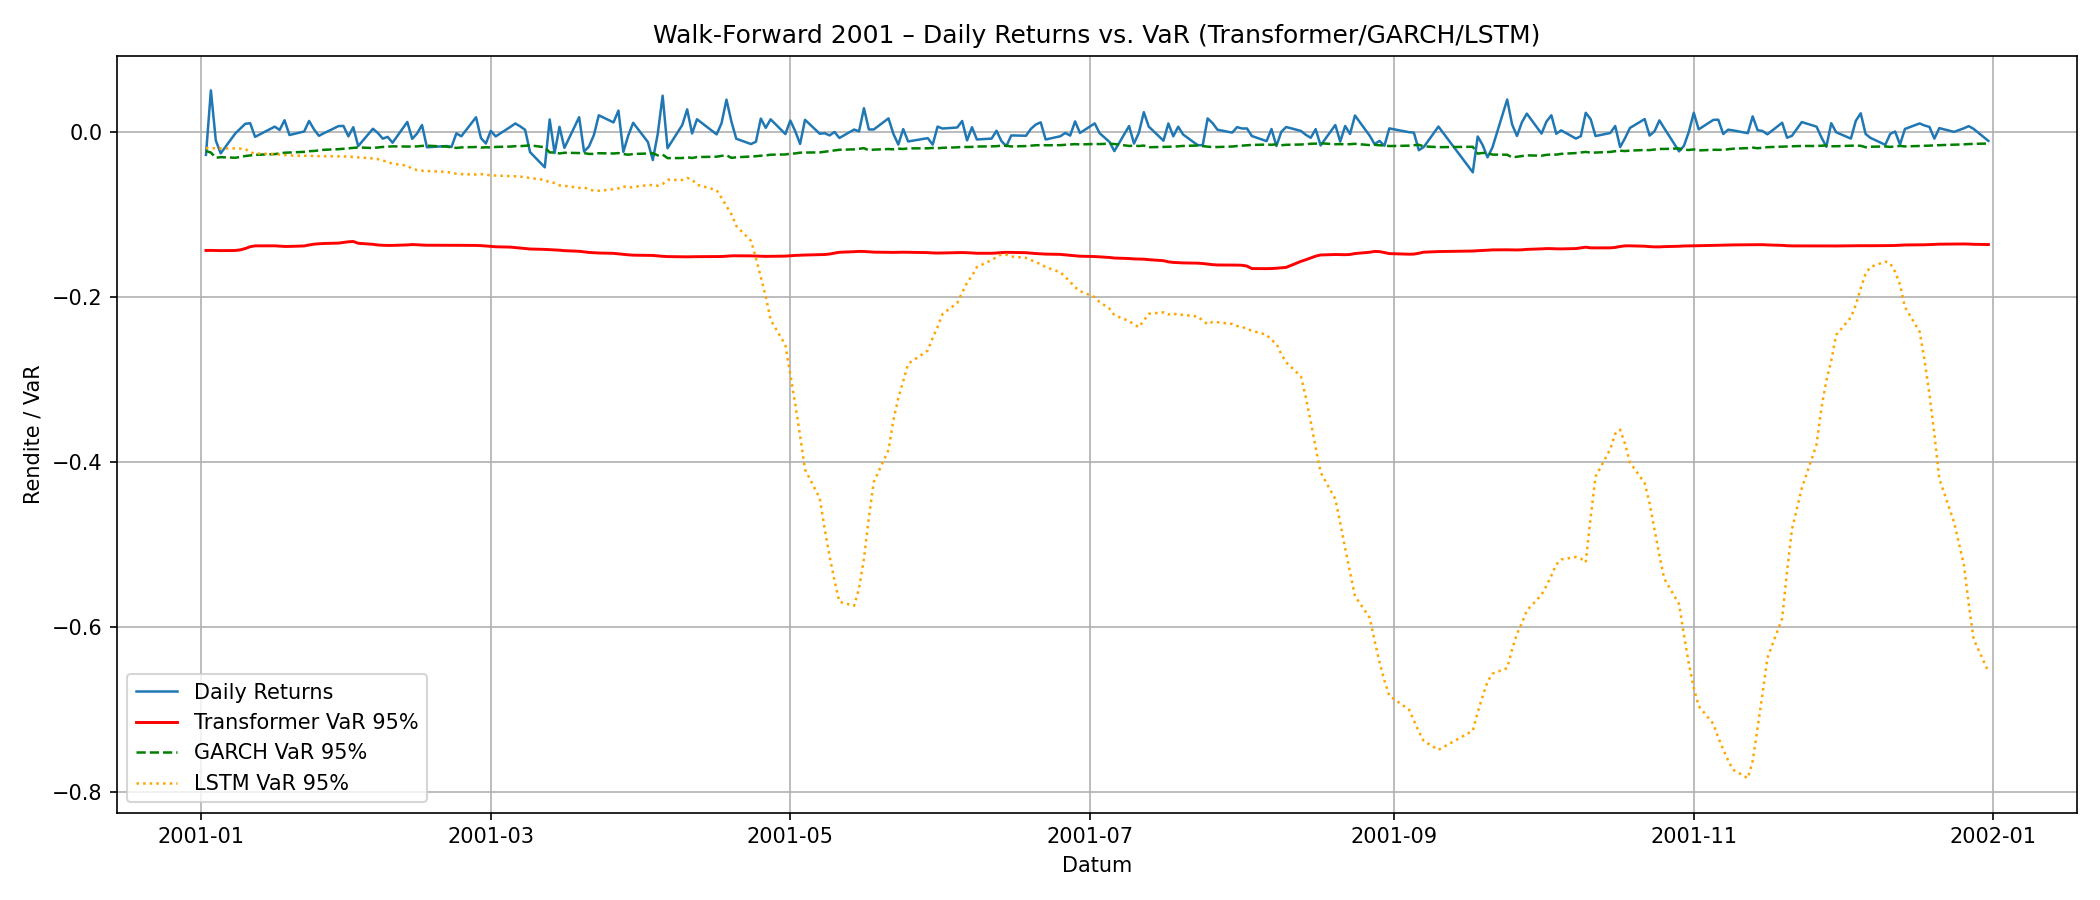 Walk-Forward 2001 – Daily Returns vs. VaR (Transformer/GARCH/LSTM)
Rendite / VaR
0.0
−0.2
−0.4
−0.6
−0.8
Daily Returns
Transformer VaR 95%
GARCH VaR 95%
LSTM VaR 95%
2001-01 2001-03 2001-05 2001-07 2001-09 2001-11 2002-01
Datum